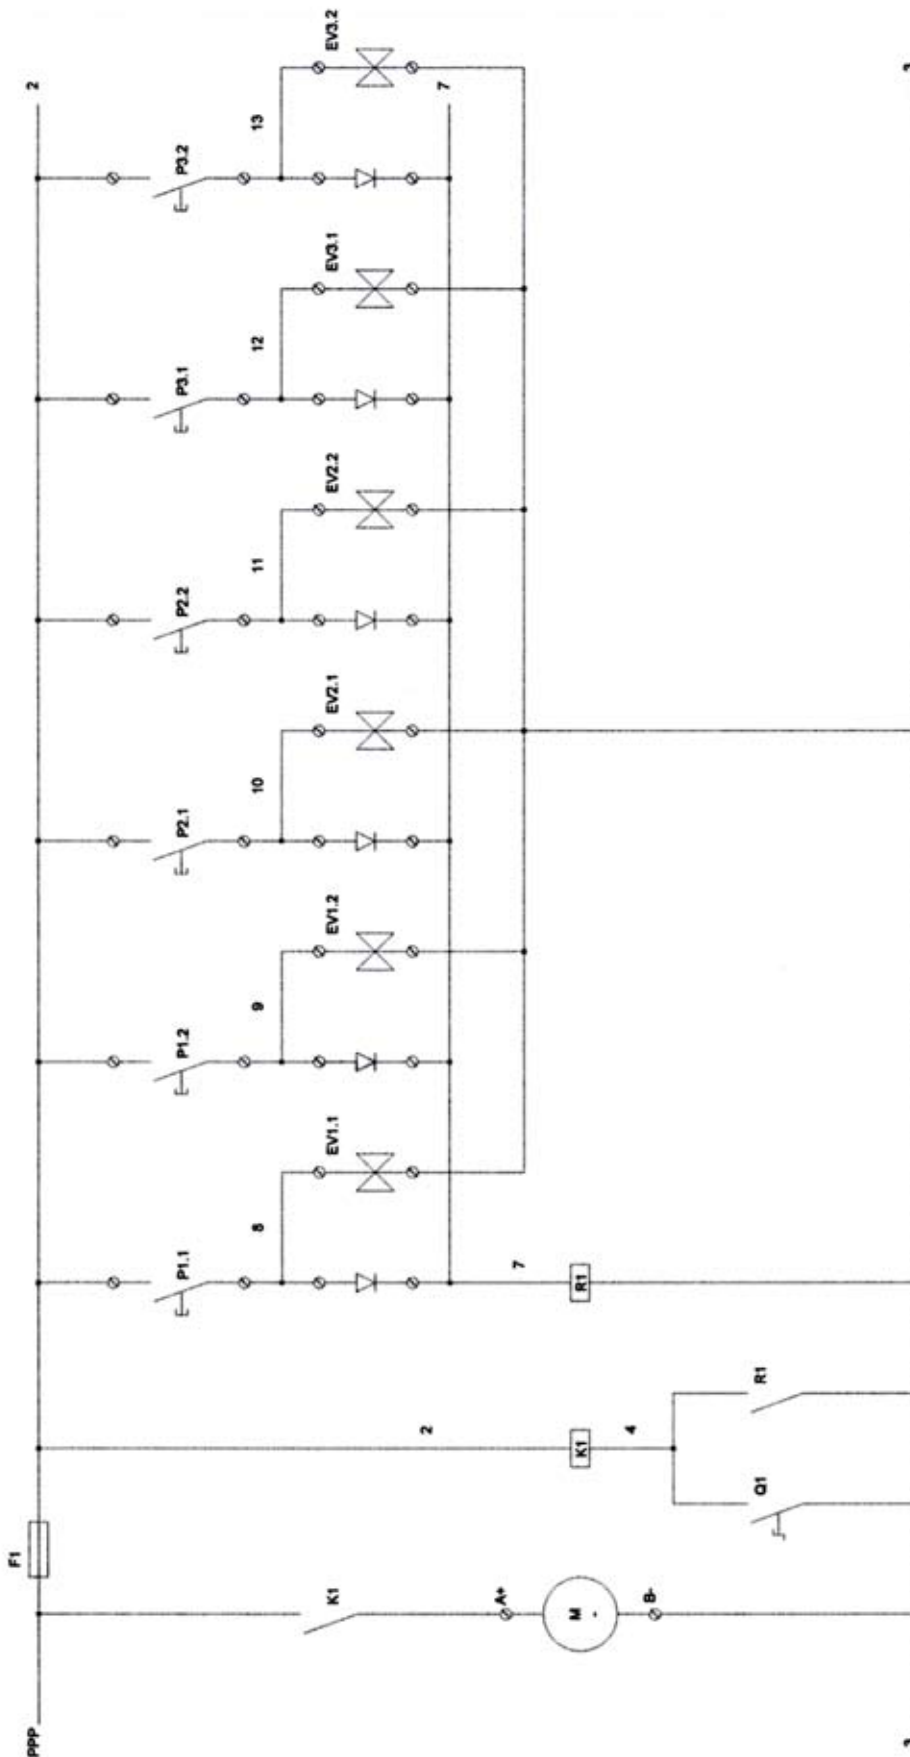 F1
PPP 2
P1.1 P1.2 P2.1 P2.2 P3.1 P3.2
8 9 10 11 12 13
K1 EV1.1 EV1.2 EV2.1 EV2.2 EV3.1 EV3.2
2 7
A+ 7
M K1 R1
-
4
B-
Q1 R1